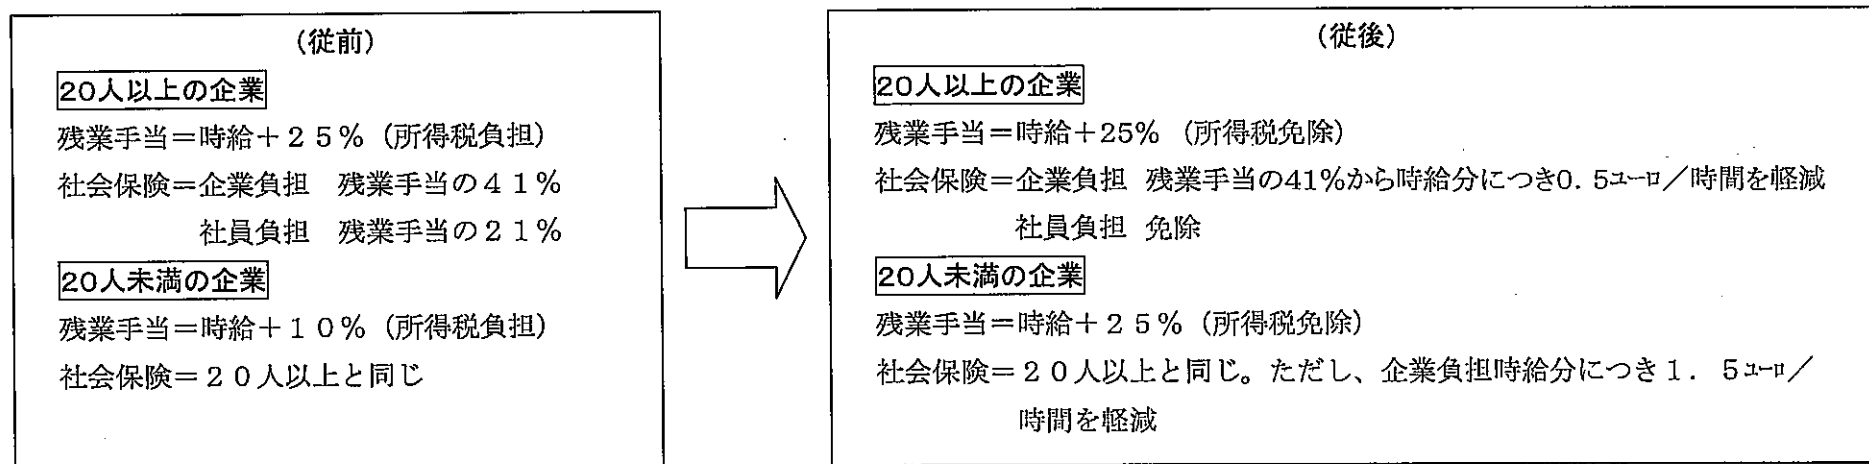 (従前)
20人以上の企業
残業手当＝時給＋２５％ (所得税負担)
社会保険＝企業負担　残業手当の４１％
社員負担　残業手当の２１％
20人未満の企業
残業手当＝時給＋１０％ (所得税負担)
社会保険＝２０人以上と同じ
(従後)
20人以上の企業
残業手当＝時給＋25％ (所得税免除)
社会保険＝企業負担 残業手当の41％から時給分につき0.5ﾕｰﾛ／時間を軽減
社員負担 免除
20人未満の企業
残業手当＝時給＋２５％ (所得税免除)
社会保険＝２０人以上と同じ。ただし、企業負担時給分につき１．５ﾕｰﾛ／
時間を軽減